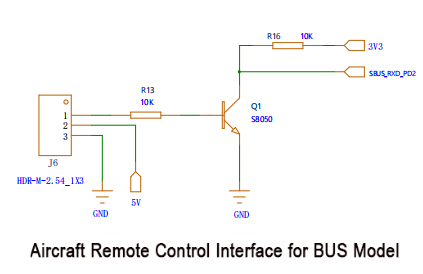 R16 10K
3V3
SBUS_RXD_PD2
R13
10K
Q1
S8050
1
2
3
J6
HDR-M-2.54_1X3
GND
5V
GND
Aircraft Remote Control Interface for BUS Model